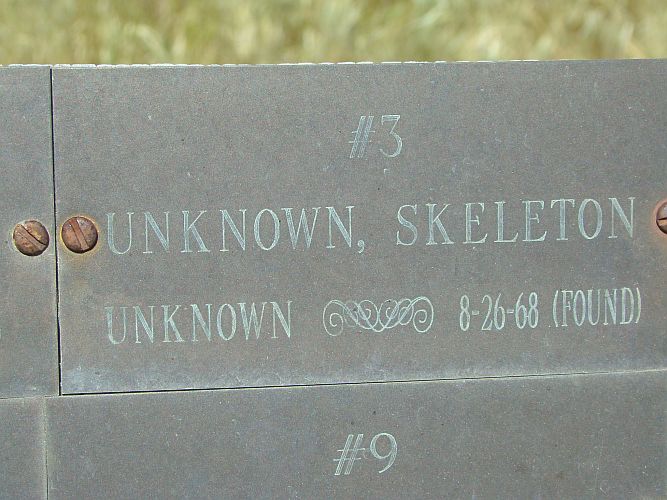 #3
UNKNOWN, SKELETON
UNKNOWN 8-26-68 (FOUND)
#9